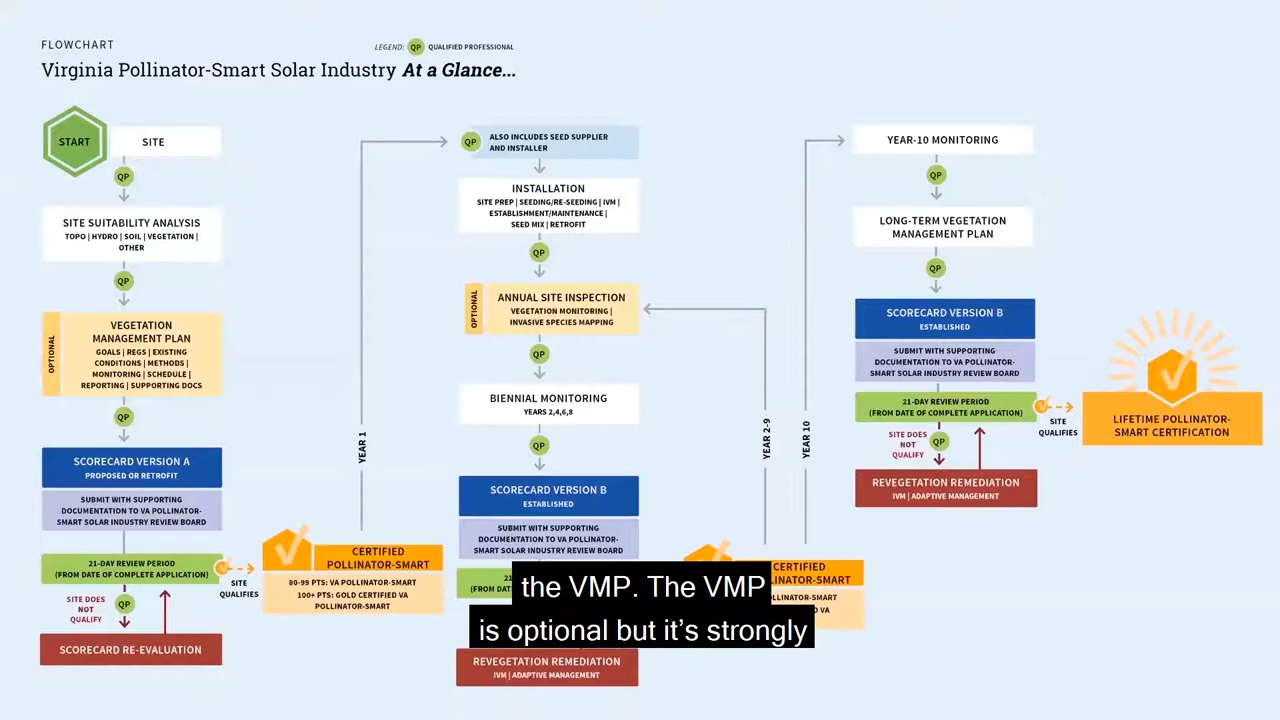 FLOWCHART
LEGEND: QP QUALIFIED PROFESSIONAL
Virginia Pollinator-Smart Solar Industry At a Glance...
START
SITE
QP
SITE SUITABILITY ANALYSIS
TOPO | HYDRO | SOIL | VEGETATION |
OTHER
QP
OPTIONAL
VEGETATION
MANAGEMENT PLAN
GOALS | REGS | EXISTING
CONDITIONS | METHODS |
MONITORING | SCHEDULE |
REPORTING | SUPPORTING DOCS
QP
SCORECARD VERSION A
PROPOSED OR RETROFIT
SUBMIT WITH SUPPORTING
DOCUMENTATION TO VA POLLINATOR-
SMART SOLAR INDUSTRY REVIEW BOARD
21-DAY REVIEW PERIOD
(FROM DATE OF COMPLETE APPLICATION)
SITE
QUALIFIES
SITE DOES
NOT
QUALIFY
QP
SCORECARD RE-EVALUATION
CERTIFIED
POLLINATOR-SMART
80-99 PTS: VA POLLINATOR-SMART
100+ PTS: GOLD CERTIFIED VA
POLLINATOR-SMART
YEAR 1
QP
ALSO INCLUDES SEED SUPPLIER
AND INSTALLER
INSTALLATION
SITE PREP | SEEDING/RE-SEEDING | IVM |
ESTABLISHMENT/MAINTENANCE |
SEED MIX | RETROFIT
QP
OPTIONAL
ANNUAL SITE INSPECTION
VEGETATION MONITORING |
INVASIVE SPECIES MAPPING
QP
BIENNIAL MONITORING
YEARS 2,4,6,8
QP
SCORECARD VERSION B
ESTABLISHED
SUBMIT WITH SUPPORTING
DOCUMENTATION TO VA POLLINATOR-
SMART SOLAR INDUSTRY REVIEW BOARD
(FROM
REVEGETATION REMEDIATION
IVM | ADAPTIVE MANAGEMENT
CERTIFIED
VA
YEAR 2-9
YEAR 10
YEAR-10 MONITORING
QP
LONG-TERM VEGETATION
MANAGEMENT PLAN
QP
SCORECARD VERSION B
ESTABLISHED
SUBMIT WITH SUPPORTING
DOCUMENTATION TO VA POLLINATOR-
SMART SOLAR INDUSTRY REVIEW BOARD
21-DAY REVIEW PERIOD
(FROM DATE OF COMPLETE APPLICATION)
SITE
QUALIFIES
SITE DOES
NOT
QUALIFY
QP
REVEGETATION REMEDIATION
IVM | ADAPTIVE MANAGEMENT
LIFETIME POLLINATOR-
SMART CERTIFICATION
the VMP. The VMP
is optional but it's strongly